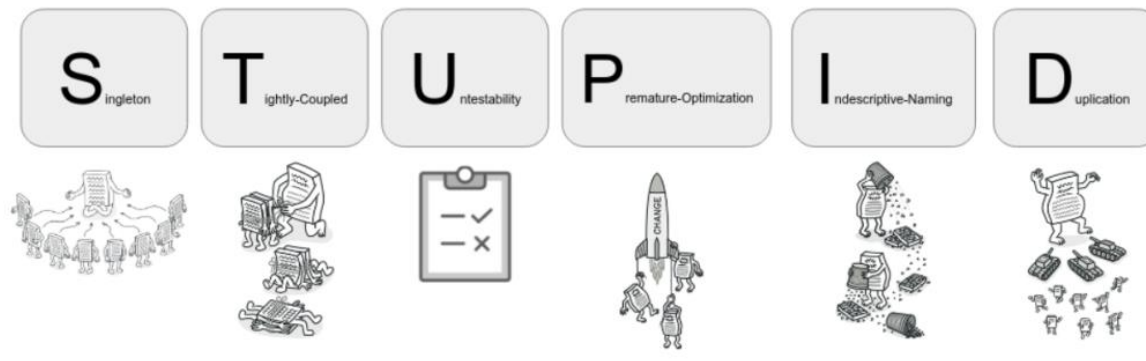 Singleton
Tightly-Coupled
Untestability
Premature-Optimization
Indescriptive-Naming
Duplication
CHANGE